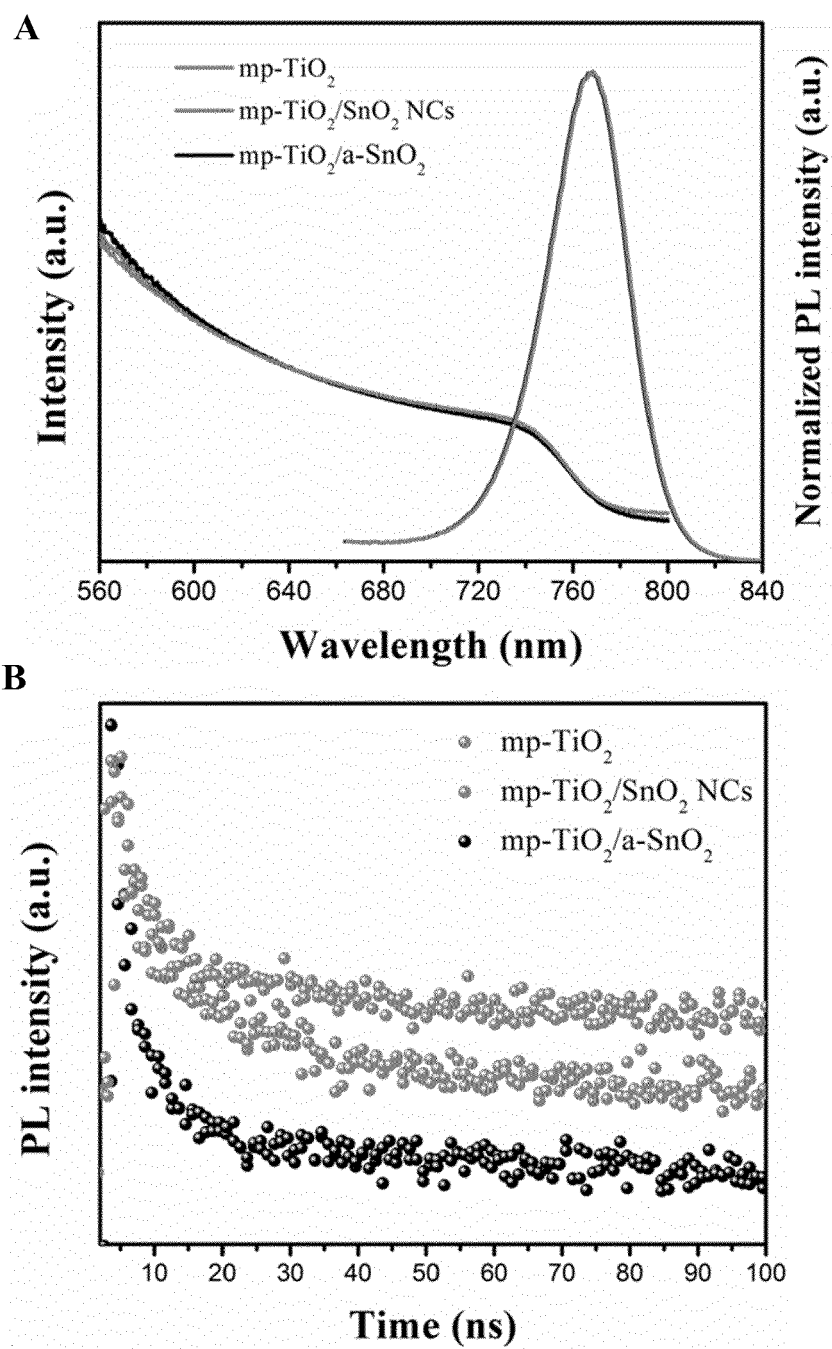 A
mp-TiO₂
mp-TiO₂/SnO₂ NCs
mp-TiO₂/a-SnO₂
Intensity (a.u.)
Normalized PL intensity (a.u.)
560 600 640 680 720 760 800 840
Wavelength (nm)
B
mp-TiO₂
mp-TiO₂/SnO₂ NCs
mp-TiO₂/a-SnO₂
PL intensity (a.u.)
10 20 30 40 50 60 70 80 90 100
Time (ns)